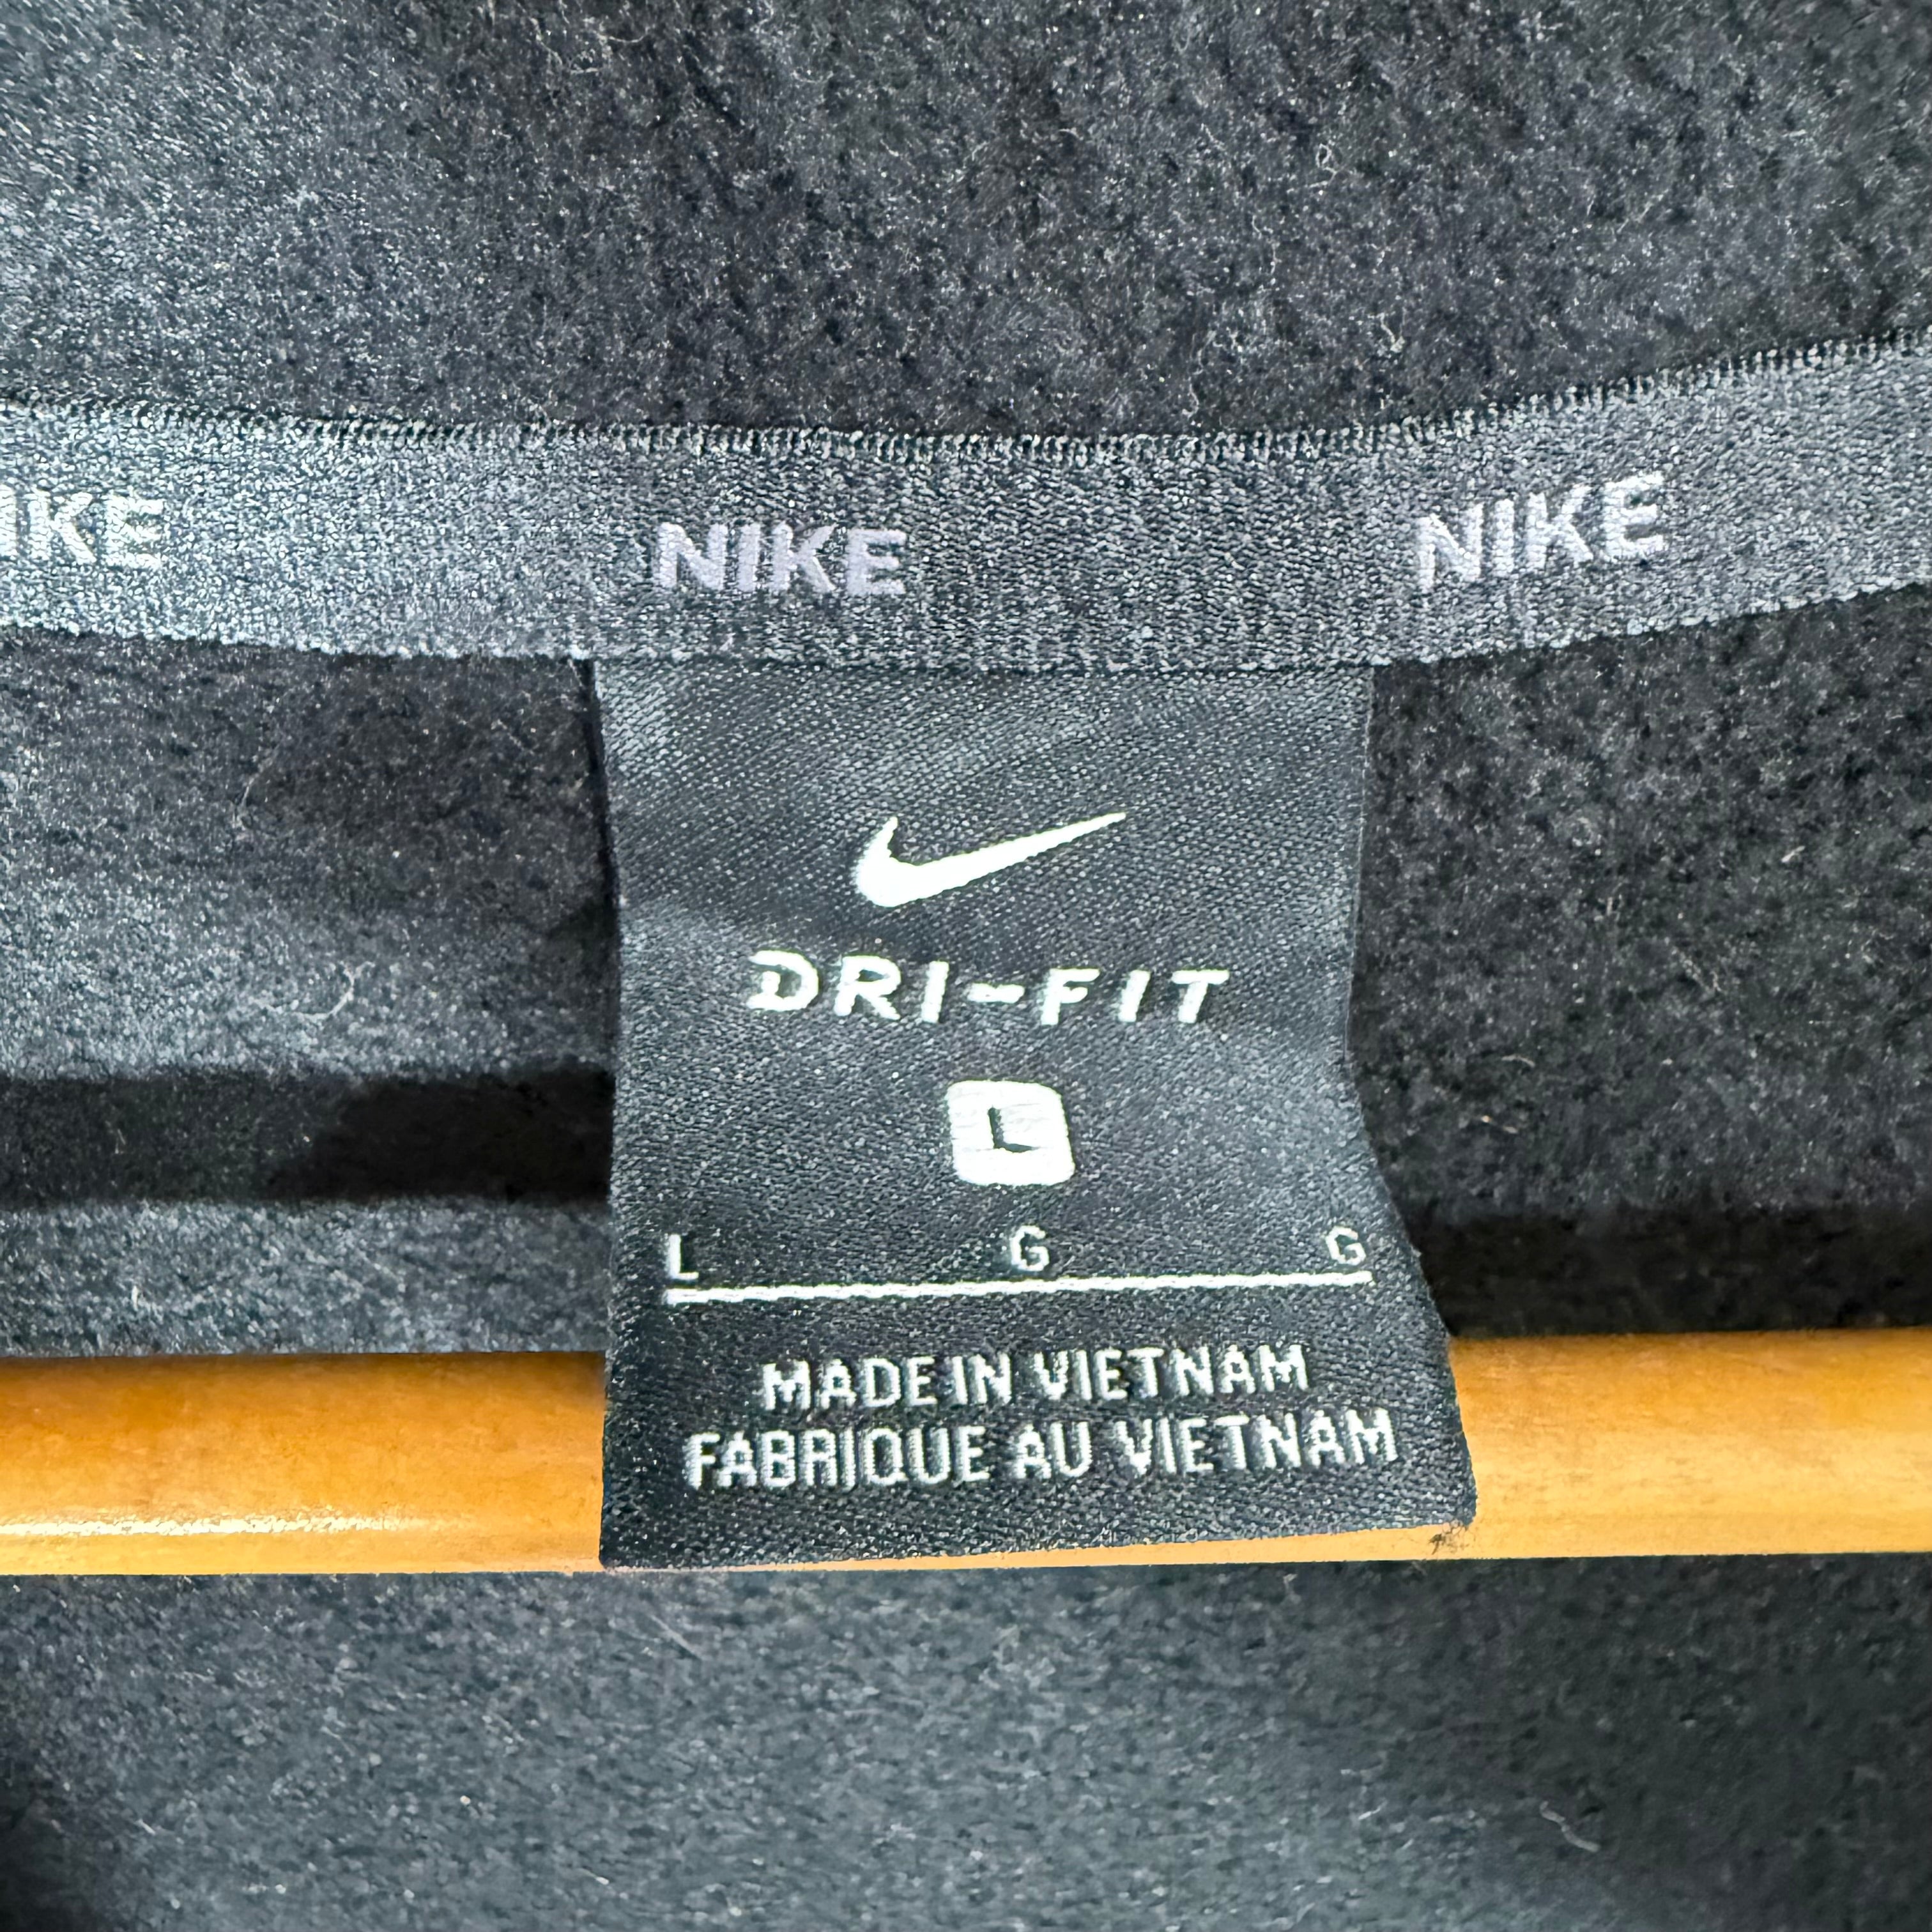 IKE NIKE NIKE
DRI-FIT
L
L G G
MADE IN VIETNAM
FABRIQUE AU VIETNAM